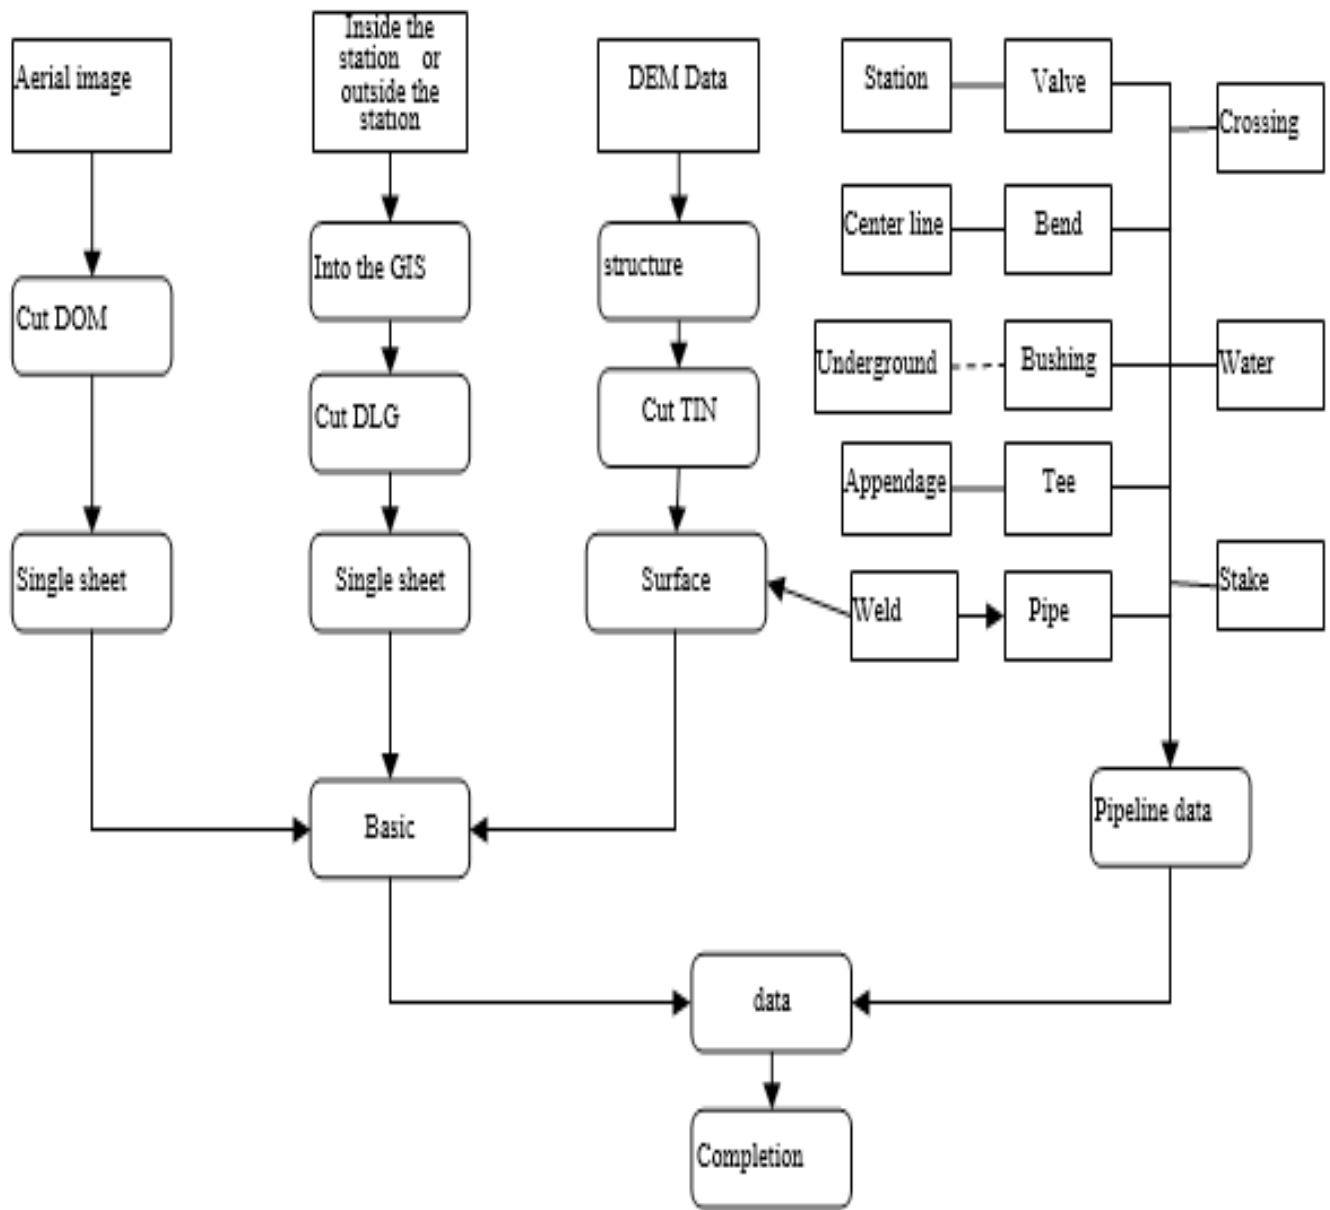 Aerial image
Inside the
station or
outside the
station
DEM Data
Station
Valve
Crossing
Center line
Bend
Into the GIS
structure
Cut DOM
Underground
Bushing
Water
Cut DLG
Cut TIN
Appendage
Tee
Single sheet
Single sheet
Surface
Weld
Pipe
Stake
Basic
Pipeline data
data
Completion